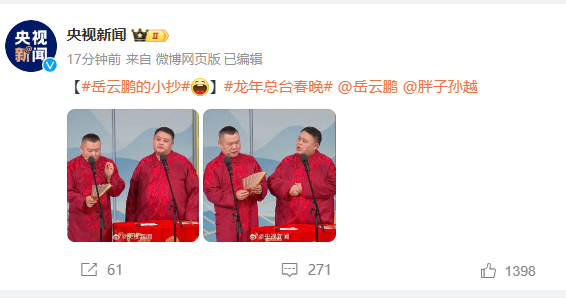 央视
新闻
央视新闻 II
17分钟前 来自 微博网页版 已编辑
【#岳云鹏的小抄#】#龙年总台春晚# @岳云鹏 @胖子孙越
@央视新闻
@央视新闻
61 271 1398